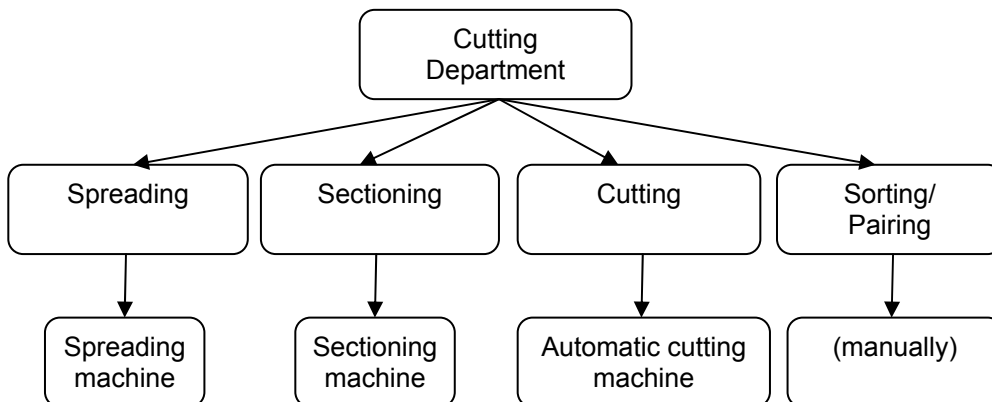 Cutting
Department
Spreading
Sectioning
Cutting
Sorting/
Pairing
Spreading
machine
Sectioning
machine
Automatic cutting
machine
(manually)